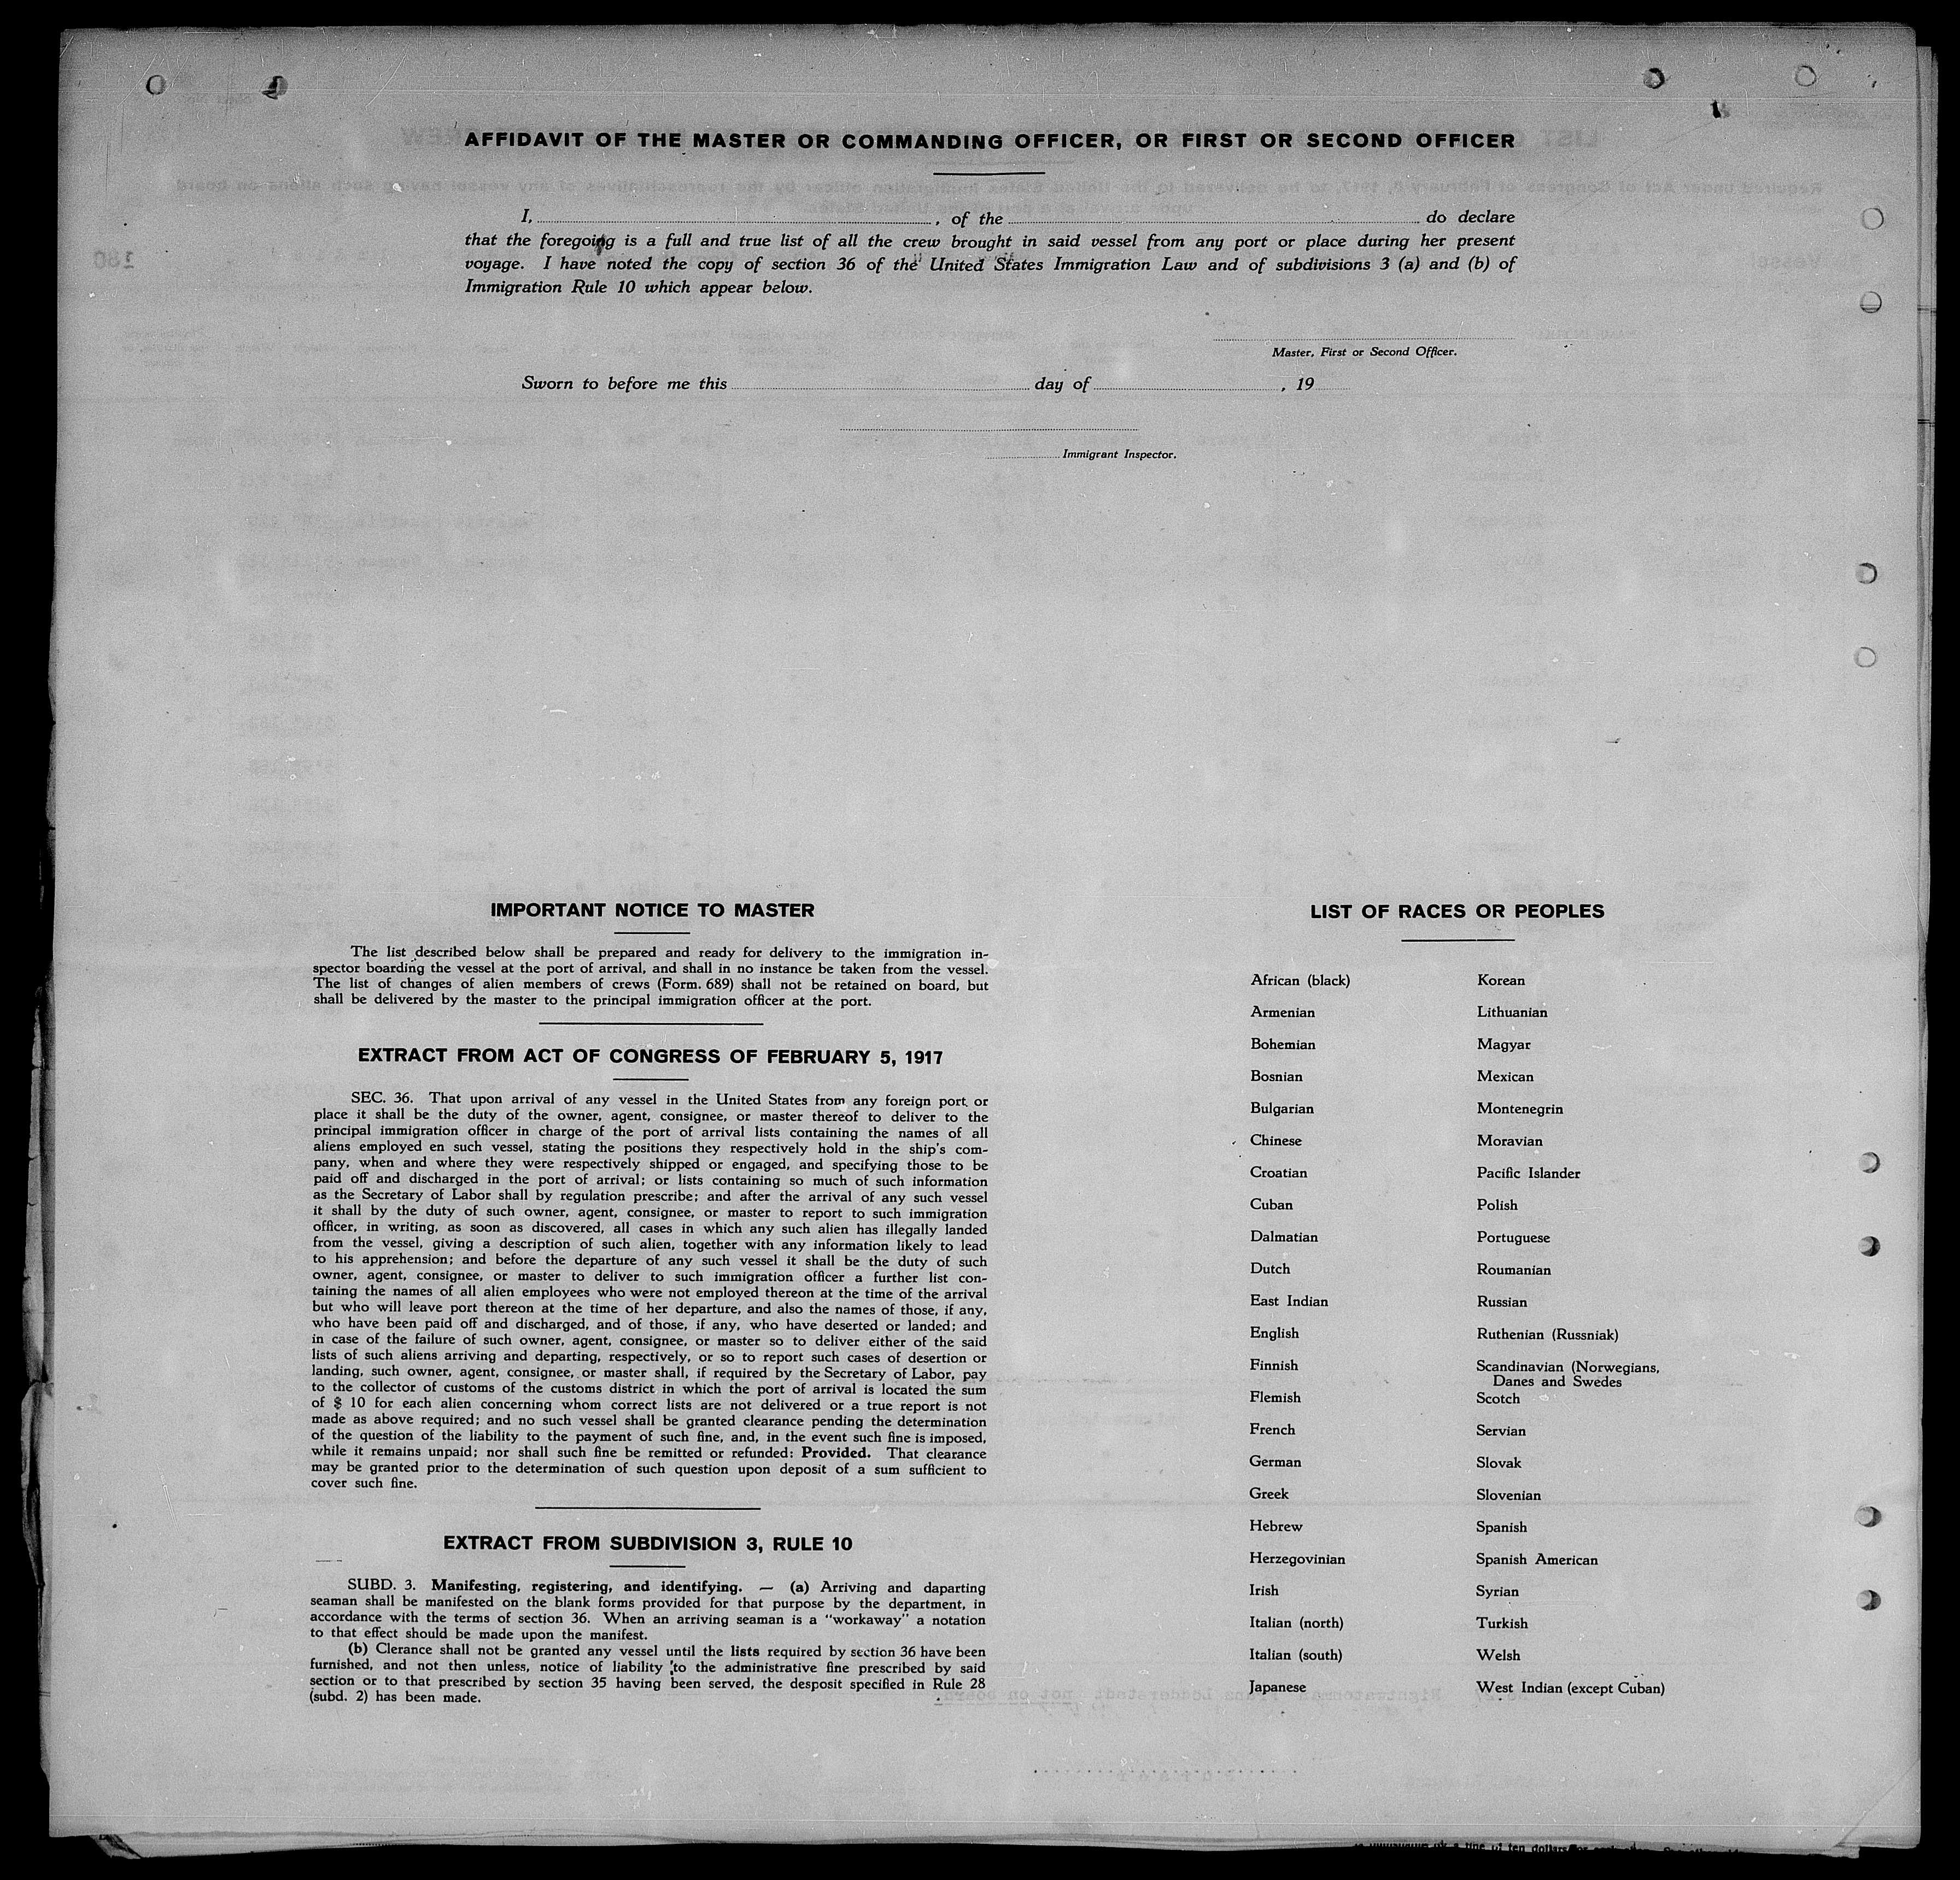 AFFIDAVIT OF THE MASTER OR COMMANDING OFFICER, OR FIRST OR SECOND OFFICER
I, , of the do declare
that the foregoing is a full and true list of all the crew brought in said vessel from any port or place during her present
voyage. I have noted the copy of section 36 of the United States Immigration Law and of subdivisions 3 (a) and (b) of
Immigration Rule 10 which appear below.
Master, First or Second Officer.
Sworn to before me this day of , 19
Immigrant Inspector.
IMPORTANT NOTICE TO MASTER
The list described below shall be prepared and ready for delivery to the immigration in-
spector boarding the vessel at the port of arrival, and shall in no instance be taken from the vessel.
The list of changes of alien members of crews (Form. 689) shall not be retained on board, but
shall be delivered by the master to the principal immigration officer at the port.
EXTRACT FROM ACT OF CONGRESS OF FEBRUARY 5, 1917
SEC. 36. That upon arrival of any vessel in the United States from any foreign port or
place it shall be the duty of the owner, agent, consignee, or master thereof to deliver to the
principal immigration officer in charge of the port of arrival lists containing the names of all
aliens employed en such vessel, stating the positions they respectively hold in the ship's com-
pany, when and where they were respectively shipped or engaged, and specifying those to be
paid off and discharged in the port of arrival; or lists containing so much of such information
as the Secretary of Labor shall by regulation prescribe; and after the arrival of any such vessel
it shall by the duty of such owner, agent, consignee, or master to report to such immigration
officer, in writing, as soon as discovered, all cases in which any such alien has illegally landed
from the vessel, giving a description of such alien, together with any information likely to lead
to his apprehension; and before the departure of any such vessel it shall be the duty of such
owner, agent, consignee, or master to deliver to such immigration officer a further list con-
taining the names of all alien employees who were not employed thereon at the time of the arrival
but who will leave port thereon at the time of her departure, and also the names of those, if any,
who have been paid off and discharged, and of those, if any, who have deserted or landed; and
in case of the failure of such owner, agent, consignee, or master so to deliver either of the said
lists of such aliens arriving and departing, respectively, or so to report such cases of desertion or
landing, such owner, agent, consignee, or master shall, if required by the Secretary of Labor, pay
to the collector of customs of the customs district in which the port of arrival is located the sum
of $ 10 for each alien concerning whom correct lists are not delivered or a true report is not
made as above required; and no such vessel shall be granted clearance pending the determination
of the question of the liability to the payment of such fine, and, in the event such fine is imposed,
while it remains unpaid; nor shall such fine be remitted or refunded: Provided. That clearance
may be granted prior to the determination of such question upon deposit of a sum sufficient to
cover such fine.
EXTRACT FROM SUBDIVISION 3, RULE 10
SUBD. 3. Manifesting, registering, and identifying. — (a) Arriving and daparting
seaman shall be manifested on the blank forms provided for that purpose by the department, in
accordance with the terms of section 36. When an arriving seaman is a "workaway" a notation
to that effect should be made upon the manifest.
(b) Clerance shall not be granted any vessel until the lists required by section 36 have been
furnished, and not then unless, notice of liability to the administrative fine prescribed by said
section or to that prescribed by section 35 having been served, the desposit specified in Rule 28
(subd. 2) has been made.
LIST OF RACES OR PEOPLES
African (black)
Armenian
Bohemian
Bosnian
Bulgarian
Chinese
Croatian
Cuban
Dalmatian
Dutch
East Indian
English
Finnish
Flemish
French
German
Greek
Hebrew
Herzegovinian
Irish
Italian (north)
Italian (south)
Japanese
Korean
Lithuanian
Magyar
Mexican
Montenegrin
Moravian
Pacific Islander
Polish
Portuguese
Roumanian
Russian
Ruthenian (Russniak)
Scandinavian (Norwegians,
Danes and Swedes
Scotch
Servian
Slovak
Slovenian
Spanish
Spanish American
Syrian
Turkish
Welsh
West Indian (except Cuban)